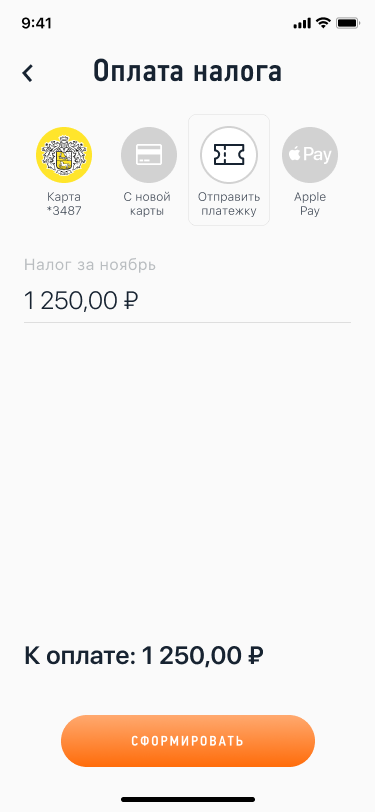 9:41
Оплата налога
Карта
*3487
С новой
карты
Отправить
платежку
Pay
Apple
Pay
Налог за ноябрь
1 250,00 ₽
К оплате: 1 250,00 ₽
СФОРМИРОВАТЬ